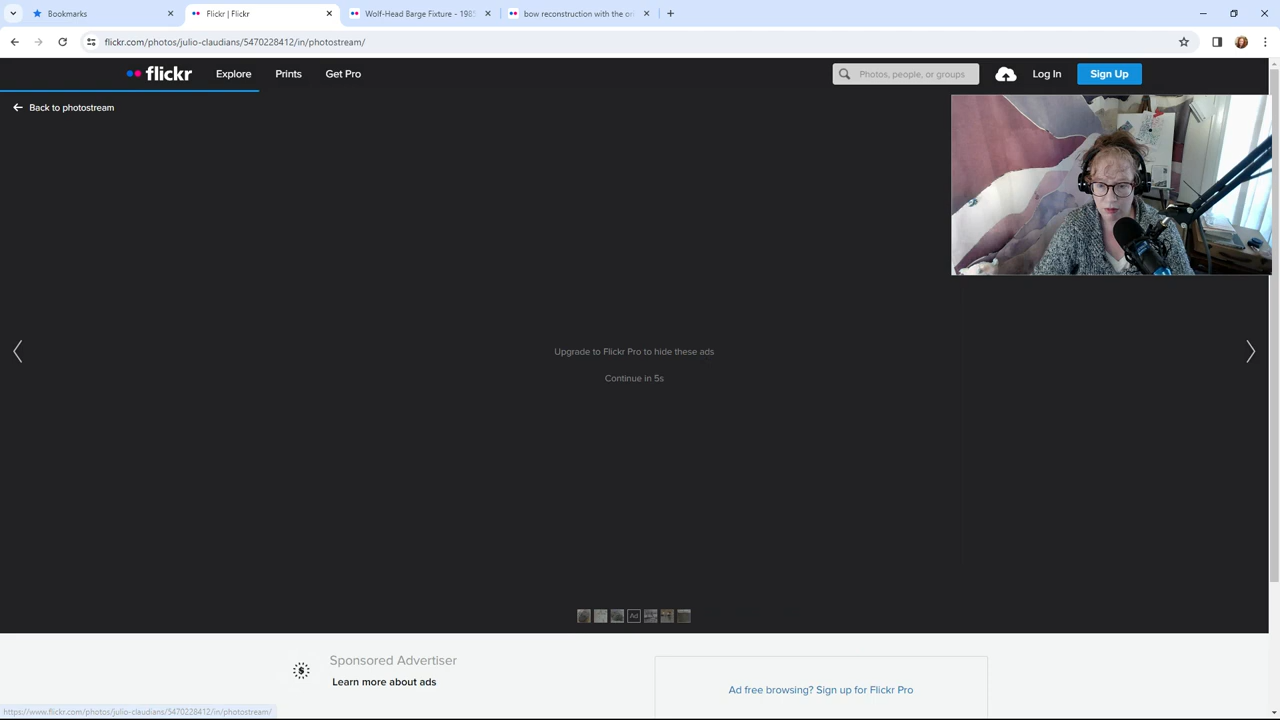 Bookmarks
Flickr | Flickr
Wolf-Head Barge Fixture - 1985
bow reconstruction with the ori
flickr.com/photos/julio-claudians/5470228412/in/photostream/
flickr
Explore
Prints
Get Pro
Photos, people, or groups
Log In
Sign Up
Back to photostream
Upgrade to Flickr Pro to hide these ads
Continue in 5s
Ad
Sponsored Advertiser
Learn more about ads
Ad free browsing? Sign up for Flickr Pro
https://www.flickr.com/photos/julio-claudians/5470228412/in/photostream/